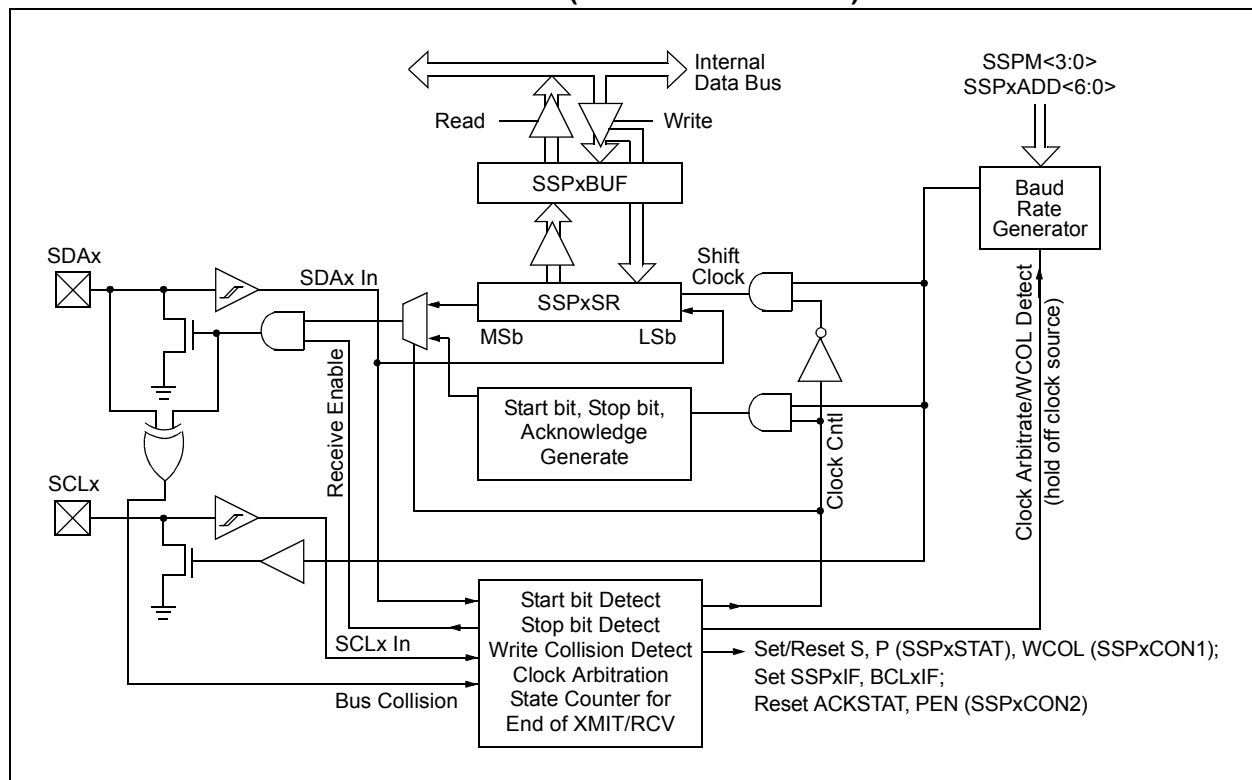 Internal
Data Bus
SSPM<3:0>
SSPxADD<6:0>
Read
Write
SSPxBUF
Baud
Rate
Generator
SDAx
SDAx In
Shift
Clock
SSPxSR
MSb
LSb
Receive Enable
Start bit, Stop bit,
Acknowledge
Generate
Clock Cntl
Clock Arbitrate/WCOL Detect
(hold off clock source)
SCLx
SCLx In
Bus Collision
Start bit Detect
Stop bit Detect
Write Collision Detect
Clock Arbitration
State Counter for
End of XMIT/RCV
Set/Reset S, P (SSPxSTAT), WCOL (SSPxCON1);
Set SSPxIF, BCLxIF;
Reset ACKSTAT, PEN (SSPxCON2)